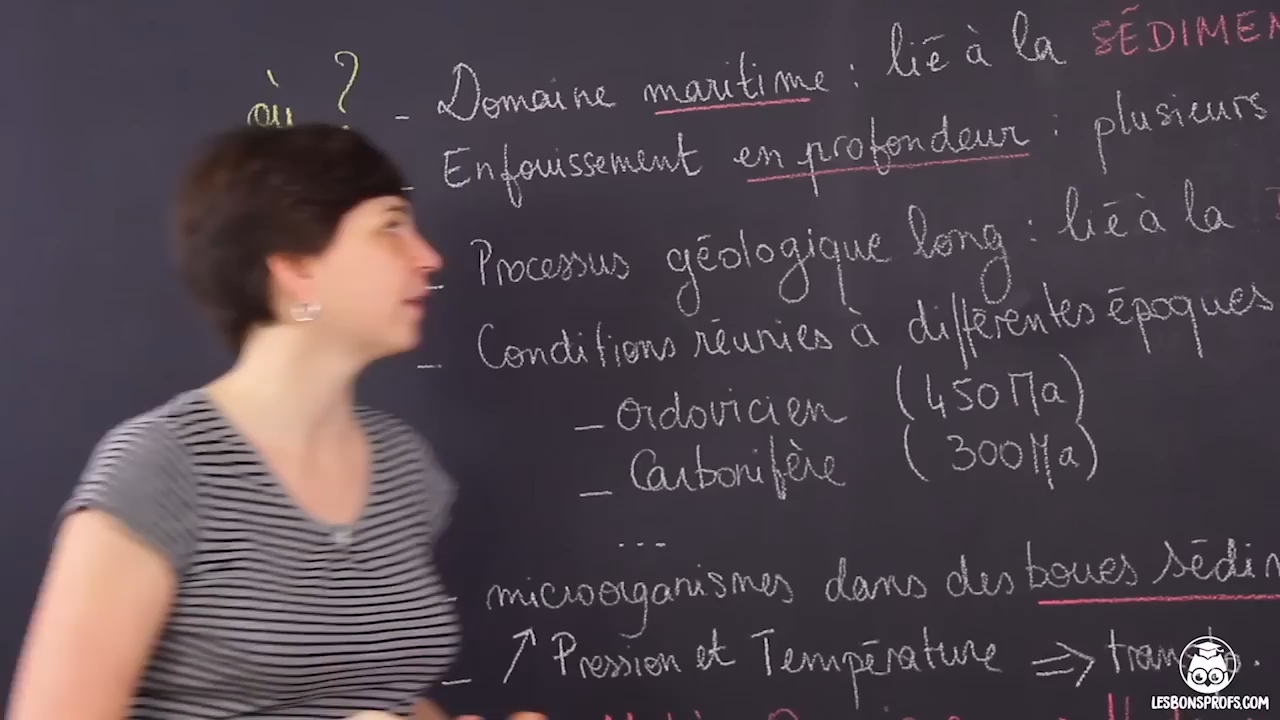 où ? - Domaine maritime : lié à la SÉDIMEN
Enfouissement en profondeur : plusieurs
- Processus géologique long : lié à la
- Conditions réunies à différentes époques
- Ordovicien (450 Ma)
- Carbonifère (300 Ma)
...
- microorganismes dans des boues sédim
- ↗ Pression et Température ⇒
LESBONSPROFS.COM